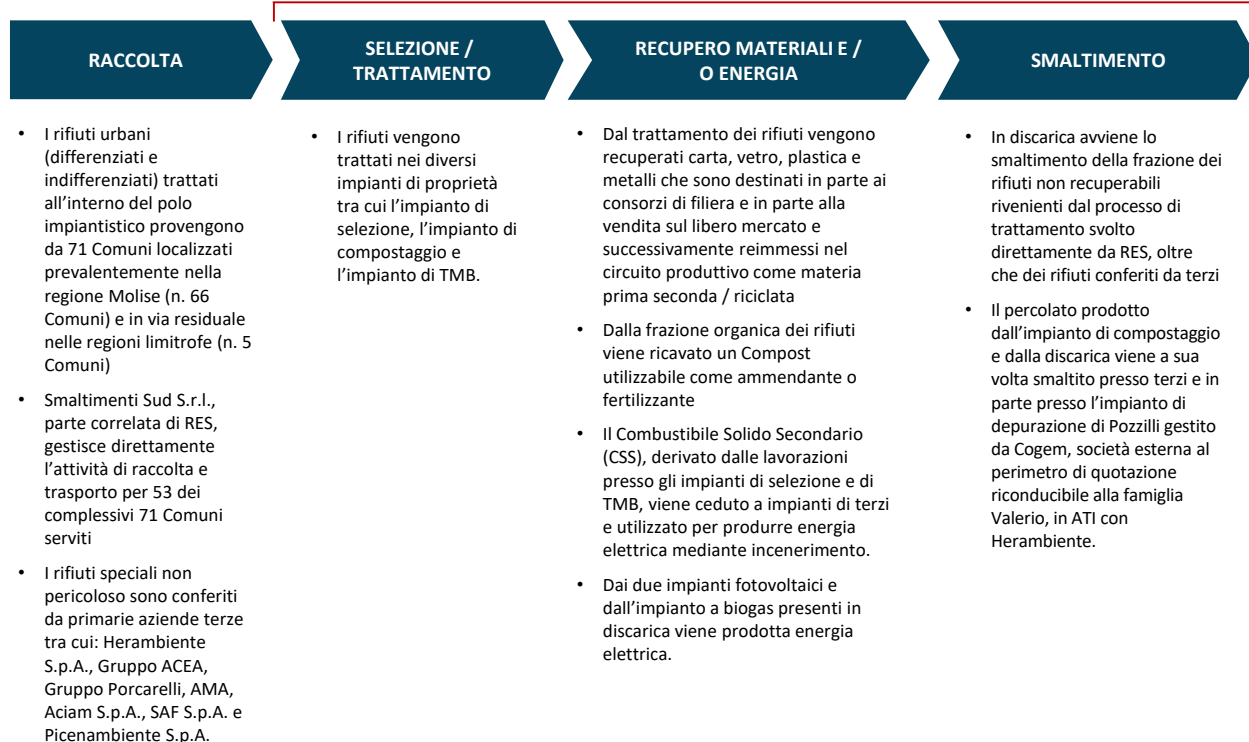 RACCOLTA
• I rifiuti urbani
(differenziati e
indifferenziati) trattati
all’interno del polo
impiantistico provengono
da 71 Comuni localizzati
prevalentemente nella
regione Molise (n. 66
Comuni) e in via residuale
nelle regioni limitrofe (n. 5
Comuni)
• Smaltimenti Sud S.r.l.,
parte correlata di RES,
gestisce direttamente
l’attività di raccolta e
trasporto per 53 dei
complessivi 71 Comuni
serviti
• I rifiuti speciali non
pericoloso sono conferiti
da primarie aziende terze
tra cui: Herambiente
S.p.A., Gruppo ACEA,
Gruppo Porcarelli, AMA,
Aciam S.p.A., SAF S.p.A. e
Picenambiente S.p.A.
SELEZIONE /
TRATTAMENTO
• I rifiuti vengono
trattati nei diversi
impianti di proprietà
tra cui l’impianto di
selezione, l’impianto di
compostaggio e
l’impianto di TMB.
RECUPERO MATERIALI E /
O ENERGIA
• Dal trattamento dei rifiuti vengono
recuperati carta, vetro, plastica e
metalli che sono destinati in parte ai
consorzi di filiera e in parte alla
vendita sul libero mercato e
successivamente reimmessi nel
circuito produttivo come materia
prima seconda / riciclata
• Dalla frazione organica dei rifiuti
viene ricavato un Compost
utilizzabile come ammendante o
fertilizzante
• Il Combustibile Solido Secondario
(CSS), derivato dalle lavorazioni
presso gli impianti di selezione e di
TMB, viene ceduto a impianti di terzi
e utilizzato per produrre energia
elettrica mediante incenerimento.
• Dai due impianti fotovoltaici e
dall’impianto a biogas presenti in
discarica viene prodotta energia
elettrica.
SMALTIMENTO
• In discarica avviene lo
smaltimento della frazione dei
rifiuti non recuperabili
rivenienti dal processo di
trattamento svolto
direttamente da RES, oltre
che dei rifiuti conferiti da terzi
• Il percolato prodotto
dall’impianto di compostaggio
e dalla discarica viene a sua
volta smaltito presso terzi e in
parte presso l’impianto di
depurazione di Pozzilli gestito
da Cogem, società esterna al
perimetro di quotazione
riconducibile alla famiglia
Valerio, in ATI con
Herambiente.